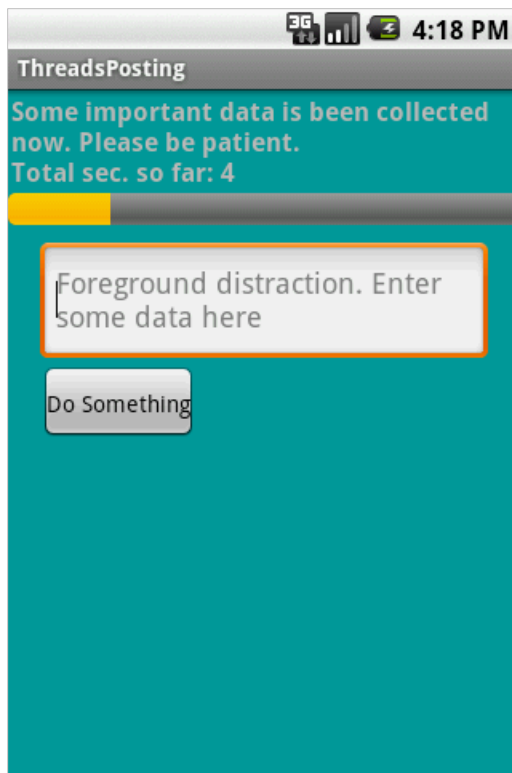 3G 4:18 PM
ThreadsPosting
Some important data is been collected
now. Please be patient.
Total sec. so far: 4
Foreground distraction. Enter
some data here
Do Something